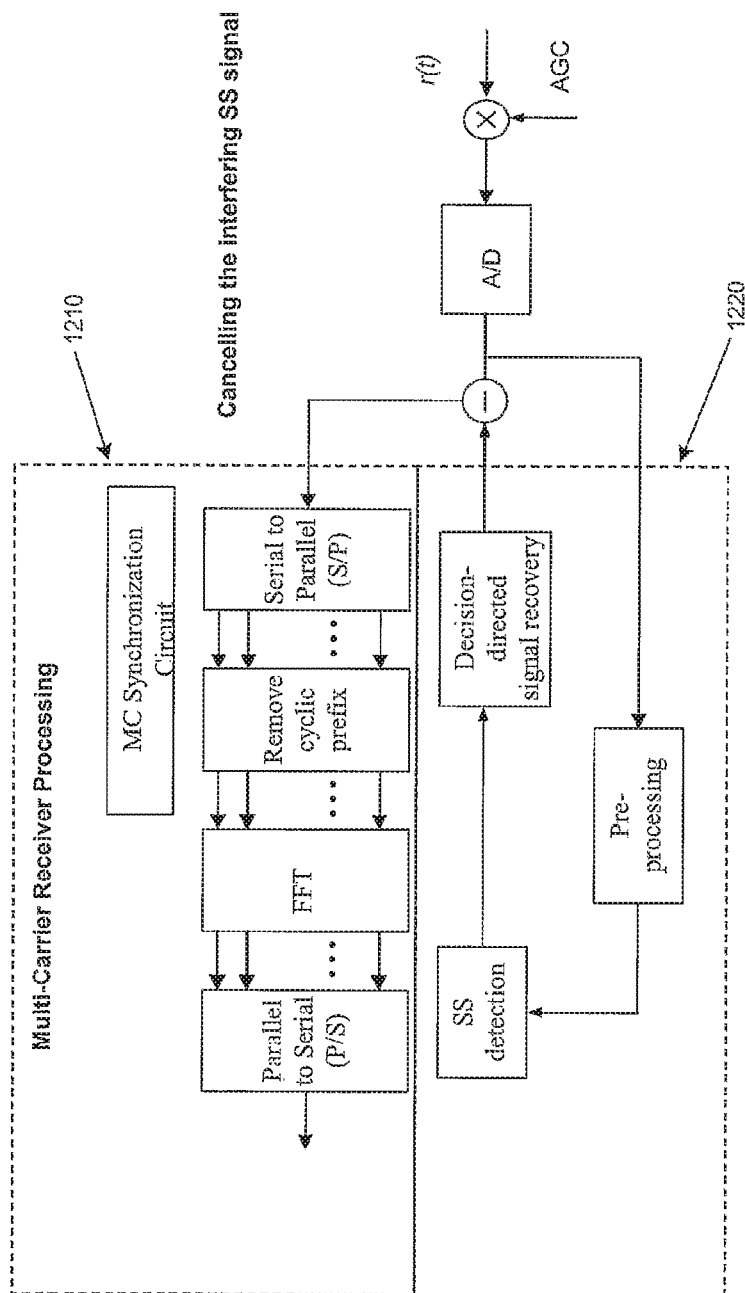 Multi-Carrier Receiver Processing
1210
MC Synchronization
Circuit
Cancelling the interfering SS signal
Parallel
to Serial
(P/S)
FFT
Remove
cyclic
prefix
Serial to
Parallel
(S/P)
r(t)
A/D
AGC
SS
detection
Decision-
directed
signal recovery
Pre-
processing
1220